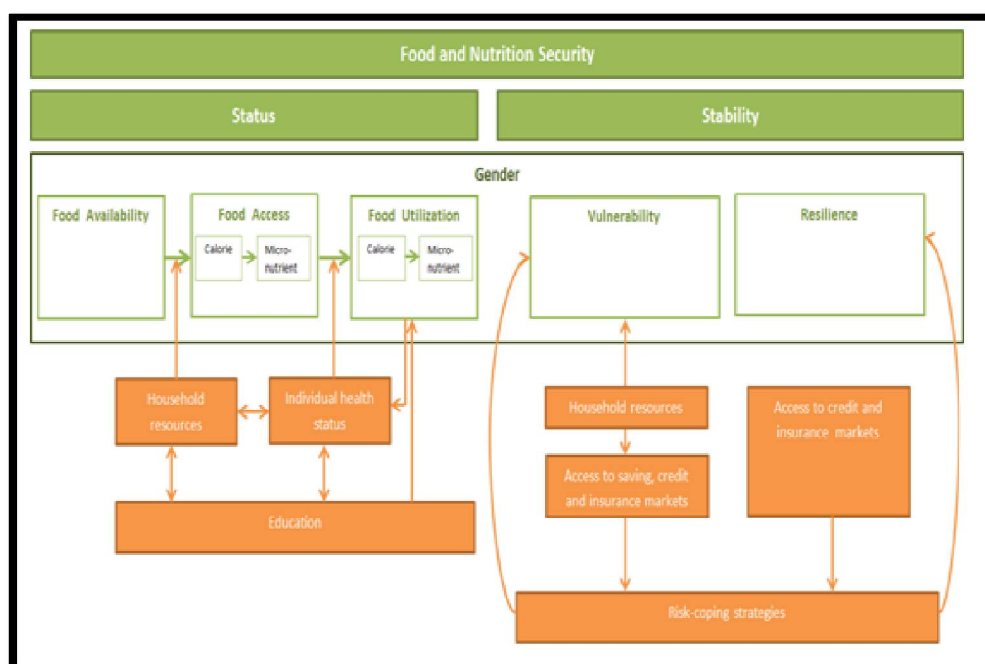 Food and Nutrition Security
Status
Stability
Gender
Food Availability
Food Access
Calorie
Micro-
nutrient
Food Utilization
Calorie
Micro-
nutrient
Vulnerability
Resilience
Household
resources
Individual health
status
Education
Household resources
Access to saving, credit
and insurance markets
Access to credit and
insurance markets
Risk-coping strategies